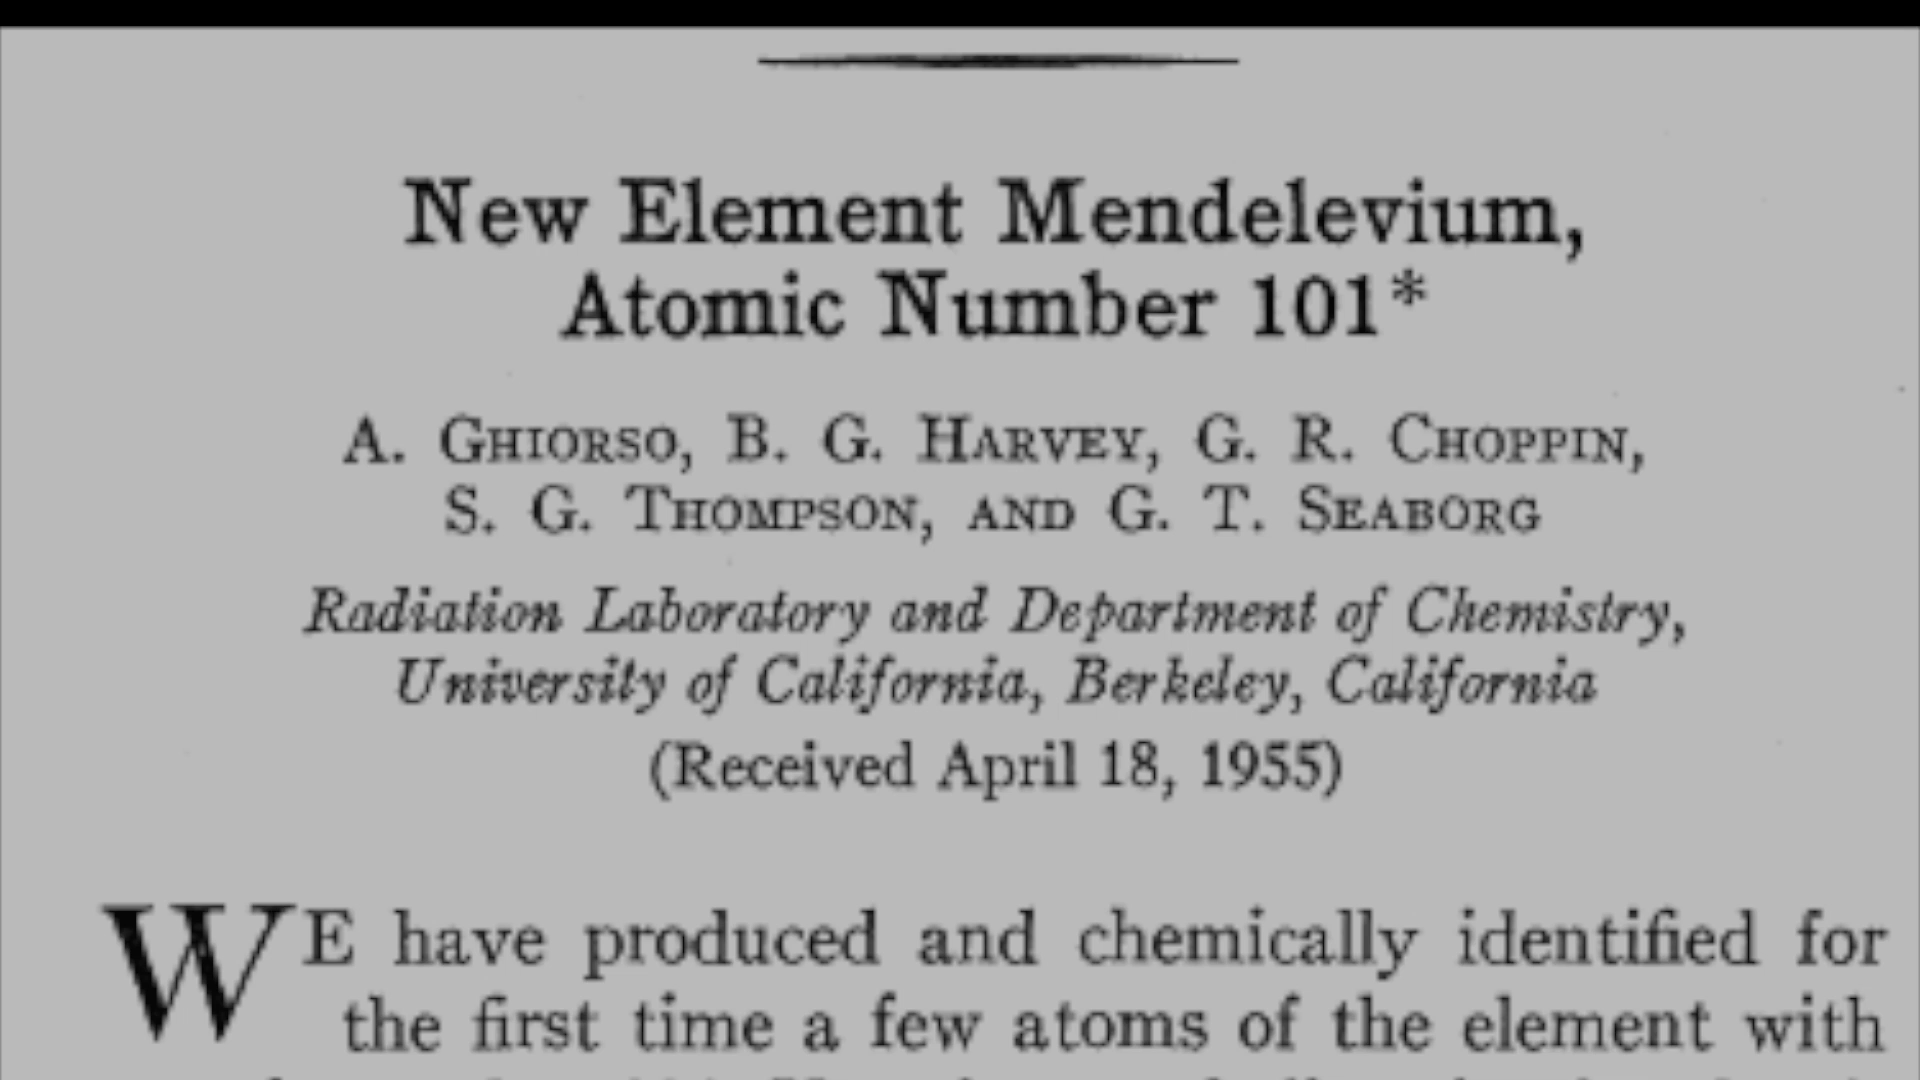 New Element Mendelevium,
Atomic Number 101*
A. GHIORSO, B. G. HARVEY, G. R. CHOPPIN,
S. G. THOMPSON, AND G. T. SEABORG
Radiation Laboratory and Department of Chemistry,
University of California, Berkeley, California
(Received April 18, 1955)
WE have produced and chemically identified for
the first time a few atoms of the element with